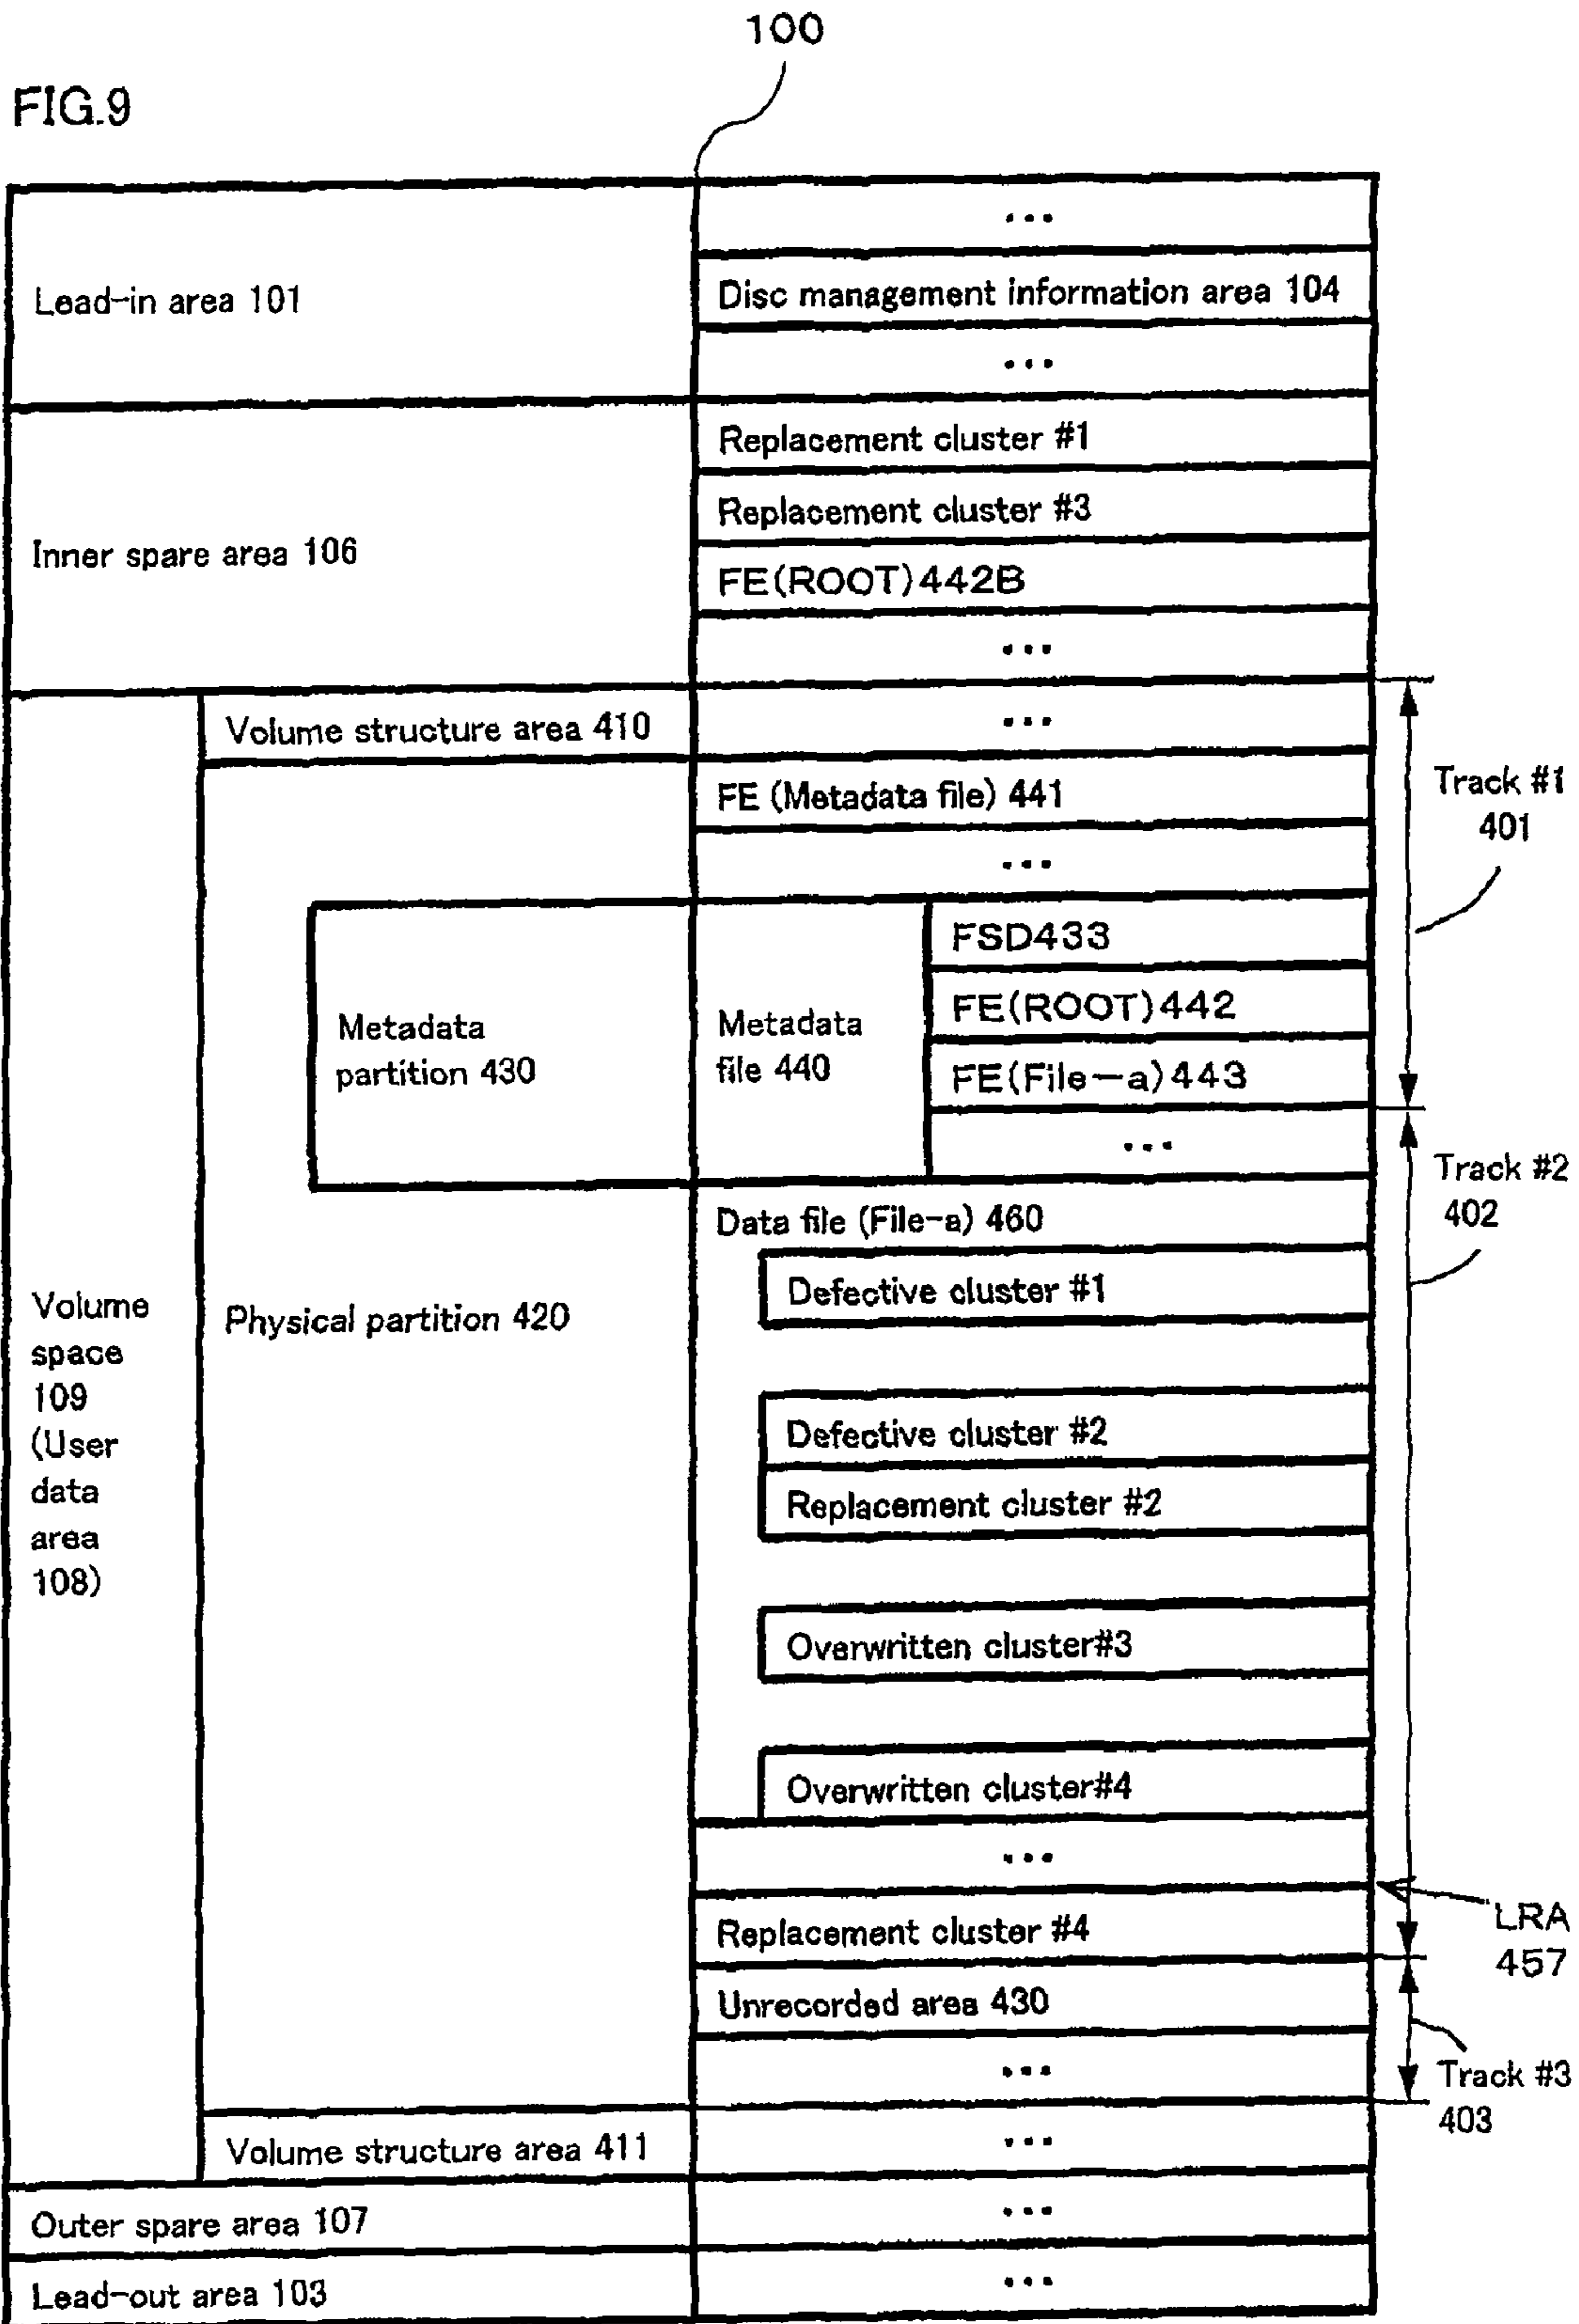 100
FIG.9
...
Lead-in area 101
Disc management information area 104
...
Replacement cluster #1
Replacement cluster #3
Inner spare area 106
FE(ROOT)442B
...
Volume structure area 410
...
FE (Metadata file) 441
Track #1
401
...
FSD433
FE(ROOT)442
Metadata
partition 430
Metadata
file 440
FE(File-a)443
...
Track #2
402
Data file (File-a) 460
Defective cluster #1
Volume
space
109
(User
data
area
108)
Physical partition 420
Defective cluster #2
Replacement cluster #2
Overwritten cluster#3
Overwritten cluster#4
...
LRA
457
Replacement cluster #4
Unrecorded area 430
...
Track #3
403
Volume structure area 411
...
Outer spare area 107
...
Lead-out area 103
...